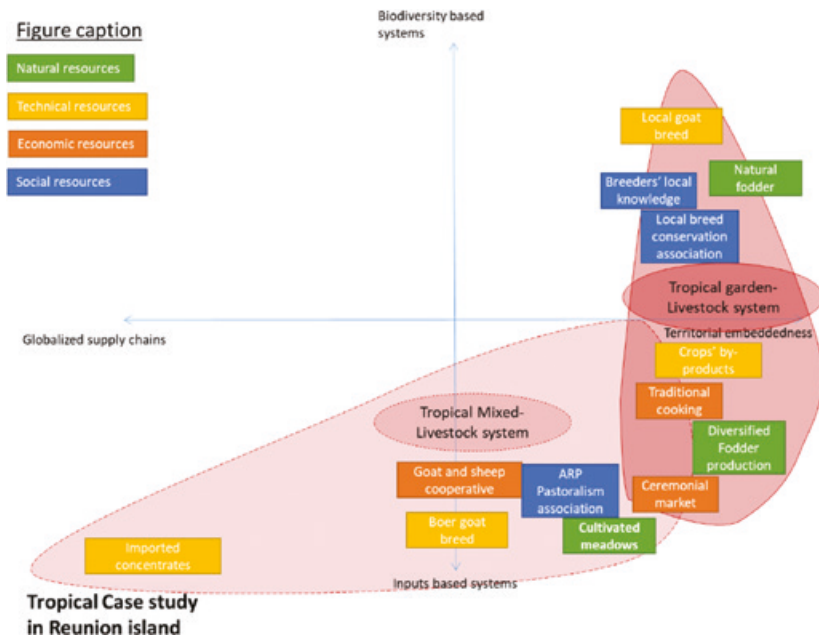 Figure caption
Natural resources
Technical resources
Economic resources
Social resources
Biodiversity based
systems
Local goat
breed
Natural
fodder
Breeders' local
knowledge
Local breed
conservation
association
Tropical garden-
Livestock system
Globalized supply chains
Territorial embeddedness
Crops' by-
products
Traditional
cooking
Tropical Mixed-
Livestock system
Diversified
Fodder
production
Goat and sheep
cooperative
ARP
Pastoralism
association
Ceremonial
market
Boer goat
breed
Cultivated
meadows
Imported
concentrates
Inputs based systems
Tropical Case study
in Reunion island